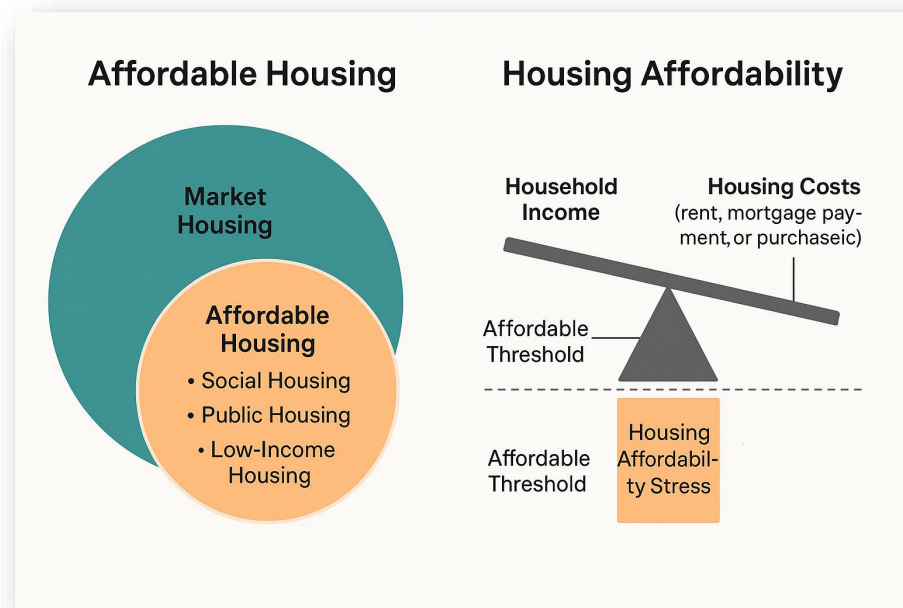 Affordable Housing
Market
Housing
Affordable
Housing
• Social Housing
• Public Housing
• Low-Income
Housing
Housing Affordability
Household
Income
Housing Costs
(rent, mortgage pay-
ment, or purchaseic)
Affordable
Threshold
Affordable
Threshold
Housing
Affordabil-
ty Stress